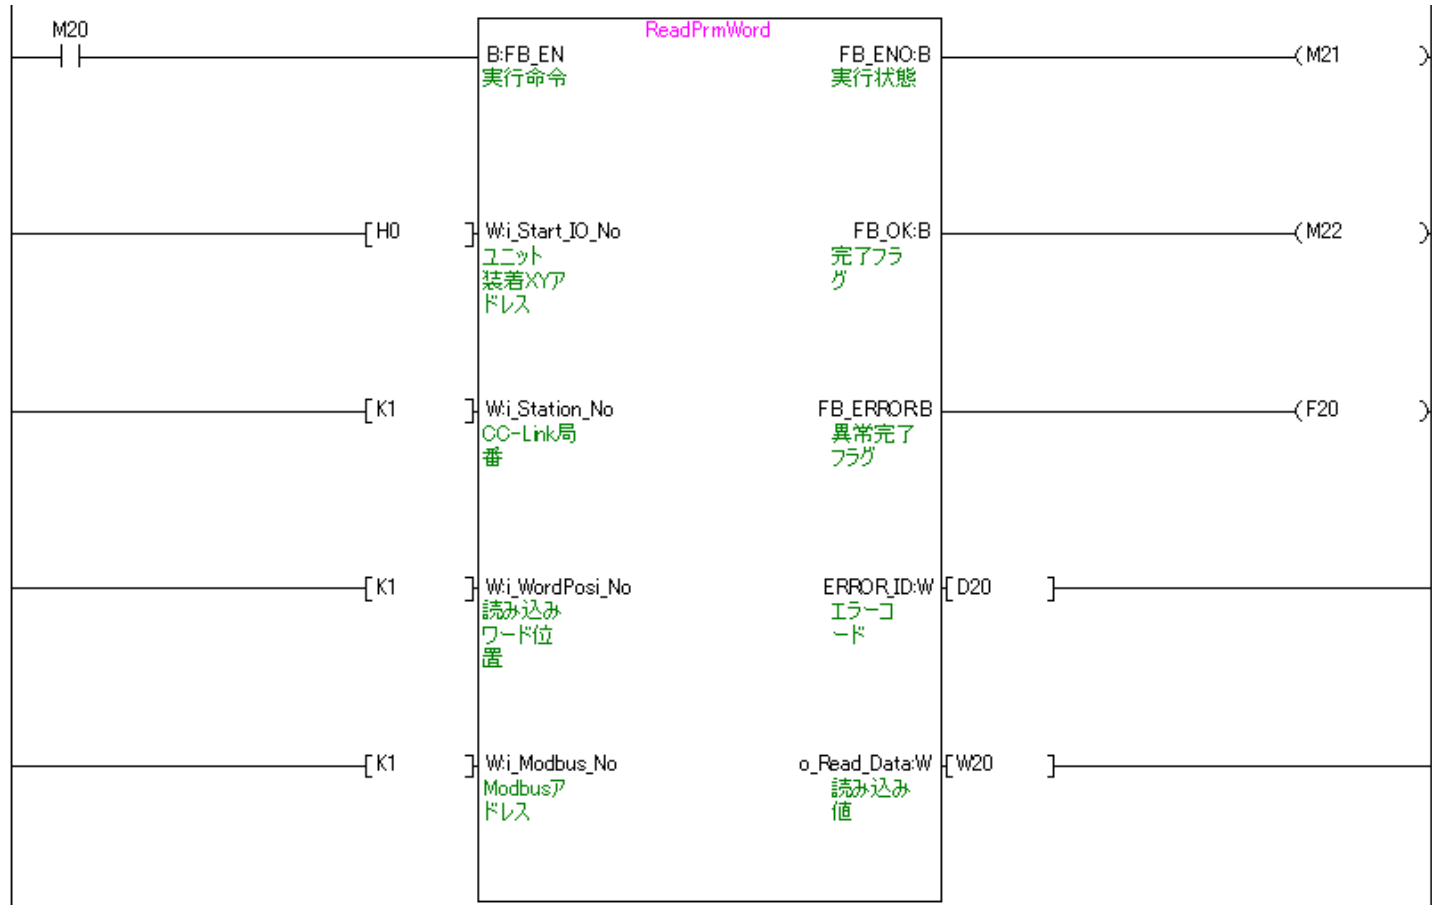 M20
ReadPrmWord
B:FB_EN
実行命令
FB_ENO:B
実行状態
M21
H0
W:i_Start_IO_No
ユニット
装着XYア
ドレス
FB_OK:B
完了フラ
グ
M22
K1
W:i_Station_No
CC-Link局
番
FB_ERROR:B
異常完了
フラグ
F20
K1
W:i_WordPosi_No
読み込み
ワード位
置
ERROR_ID:W
エラーコ
ード
D20
K1
W:i_Modbus_No
Modbusア
ドレス
o_Read_Data:W
読み込み
値
W20